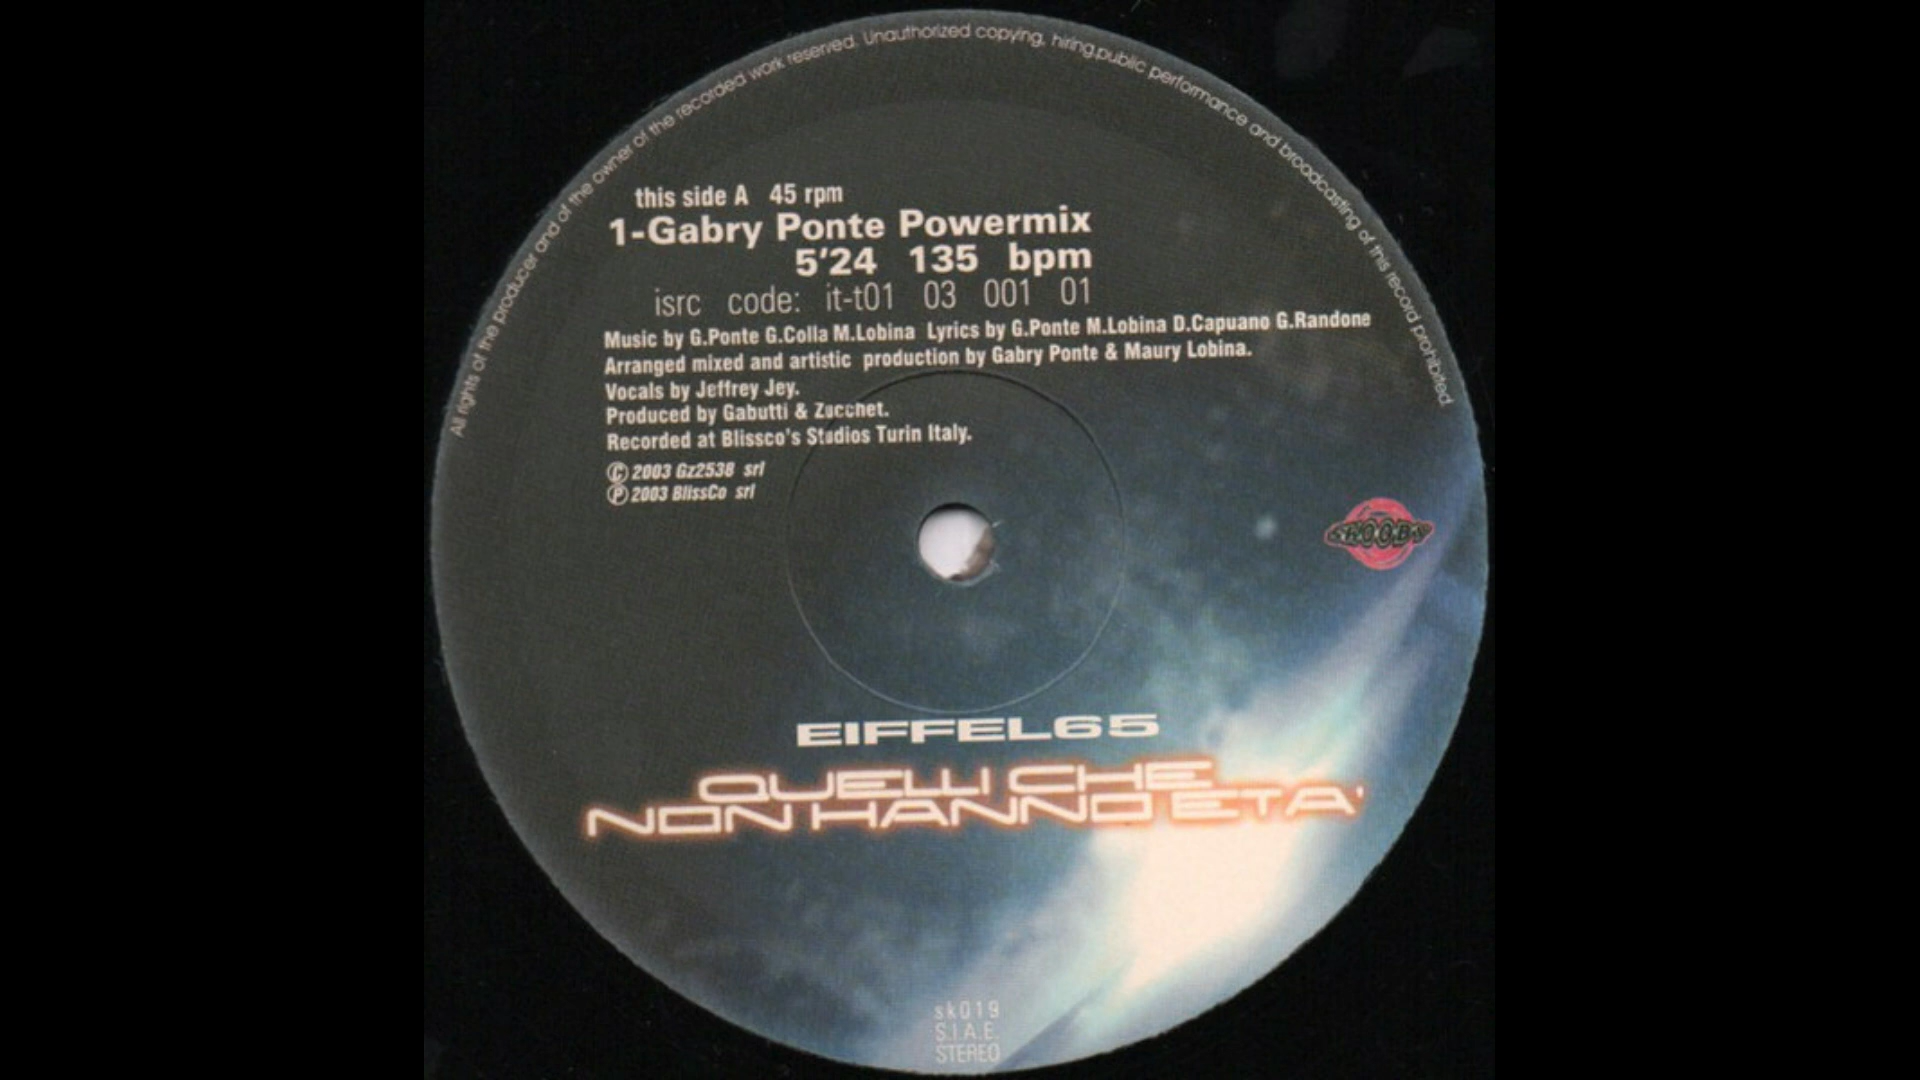 All rights of the producer and of the owner of the recorded work reserved. Unauthorized copying, hiring,public performance and broadcasting of this record prohibited.
this side A 45 rpm
1-Gabry Ponte Powermix
5'24 135 bpm
isrc code: it-t01 03 001 01
Music by G.Ponte G.Colla M.Lobina Lyrics by G.Ponte M.Lobina D.Capuano G.Randone
Arranged mixed and artistic production by Gabry Ponte & Maury Lobina.
Vocals by Jeffrey Jey.
Produced by Gabutti & Zucchet.
Recorded at Blissco's Studios Turin Italy.
© 2003 Gz2538 srl
℗ 2003 BlissCo srl
SKOOBY
EIFFEL65
QUELLI CHE
NON HANNO ETA'
sk019
S.I.A.E.
STEREO